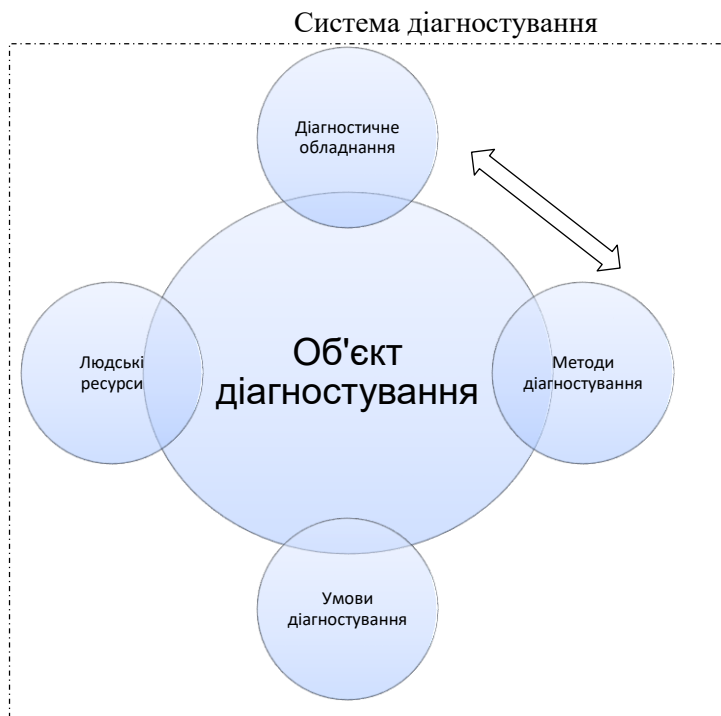 Система діагностування
Діагностичне
обладнання
Людські
ресурси
Об'єкт
діагностування
Методи
діагностування
Умови
діагностування